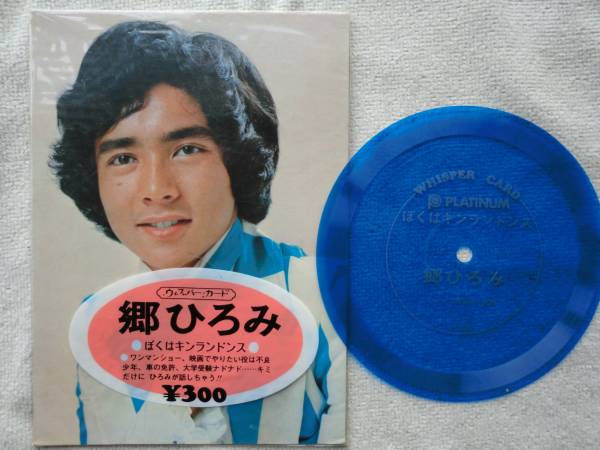 ウィスパー・カード
郷ひろみ
●ぼくはキンランドンス●
●ワンマンショー、映画でやりたい役は不良
少年、車の免許、大学受験ナドナド……キミ
だけに ひろみが話しちゃう!!
¥300
WHISPER CARD
PLATINUM
ぼくはキンランドンス
郷ひろみ